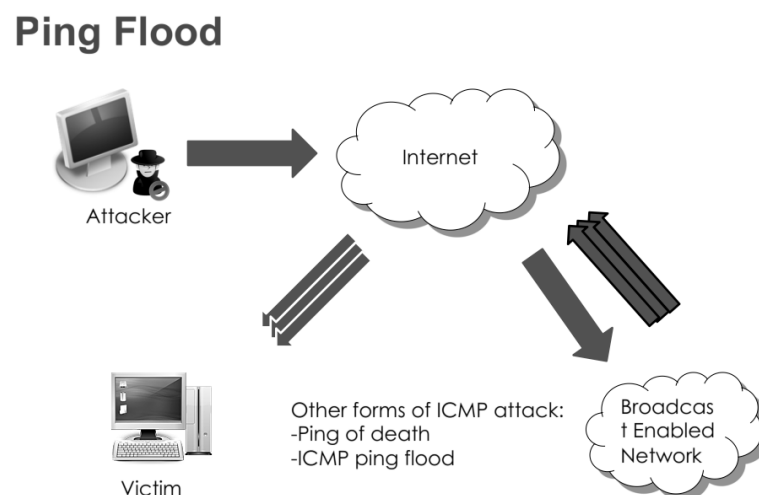 Ping Flood
Internet
Attacker
Other forms of ICMP attack:
-Ping of death
-ICMP ping flood
Broadcas
t Enabled
Network
Victim